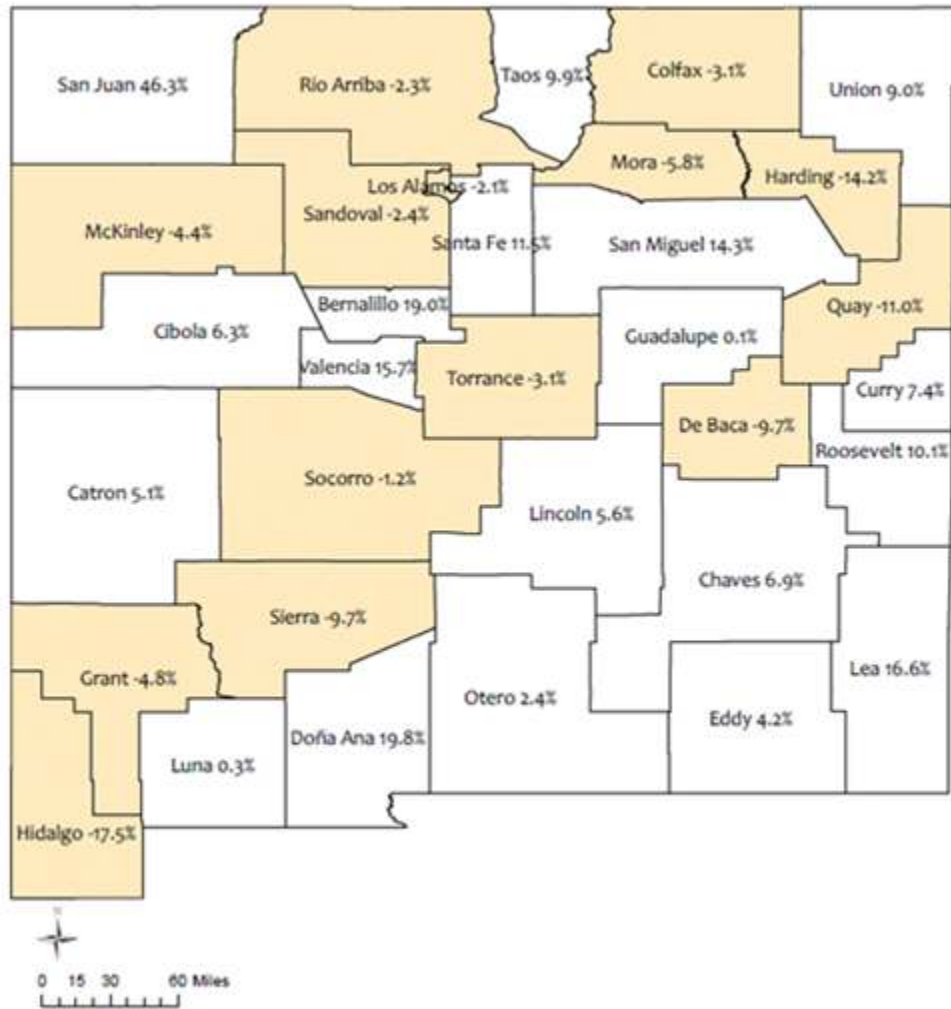 San Juan 46.3%
Rio Arriba -2.3%
Taos 9.9%
Colfax -3.1%
Union 9.0%
Mora -5.8%
Harding -14.2%
Los Alamos -2.1%
Sandoval -2.4%
McKinley -4.4%
Santa Fe 11.5%
San Miguel 14.3%
Bernalillo 19.0%
Quay -11.0%
Cibola 6.3%
Guadalupe 0.1%
Valencia 15.7%
Torrance -3.1%
Curry 7.4%
De Baca -9.7%
Roosevelt 10.1%
Socorro -1.2%
Catron 5.1%
Lincoln 5.6%
Chaves 6.9%
Sierra -9.7%
Grant -4.8%
Lea 16.6%
Otero 2.4%
Eddy 4.2%
Doña Ana 19.8%
Luna 0.3%
Hidalgo -17.5%
0 15 30 60 Miles